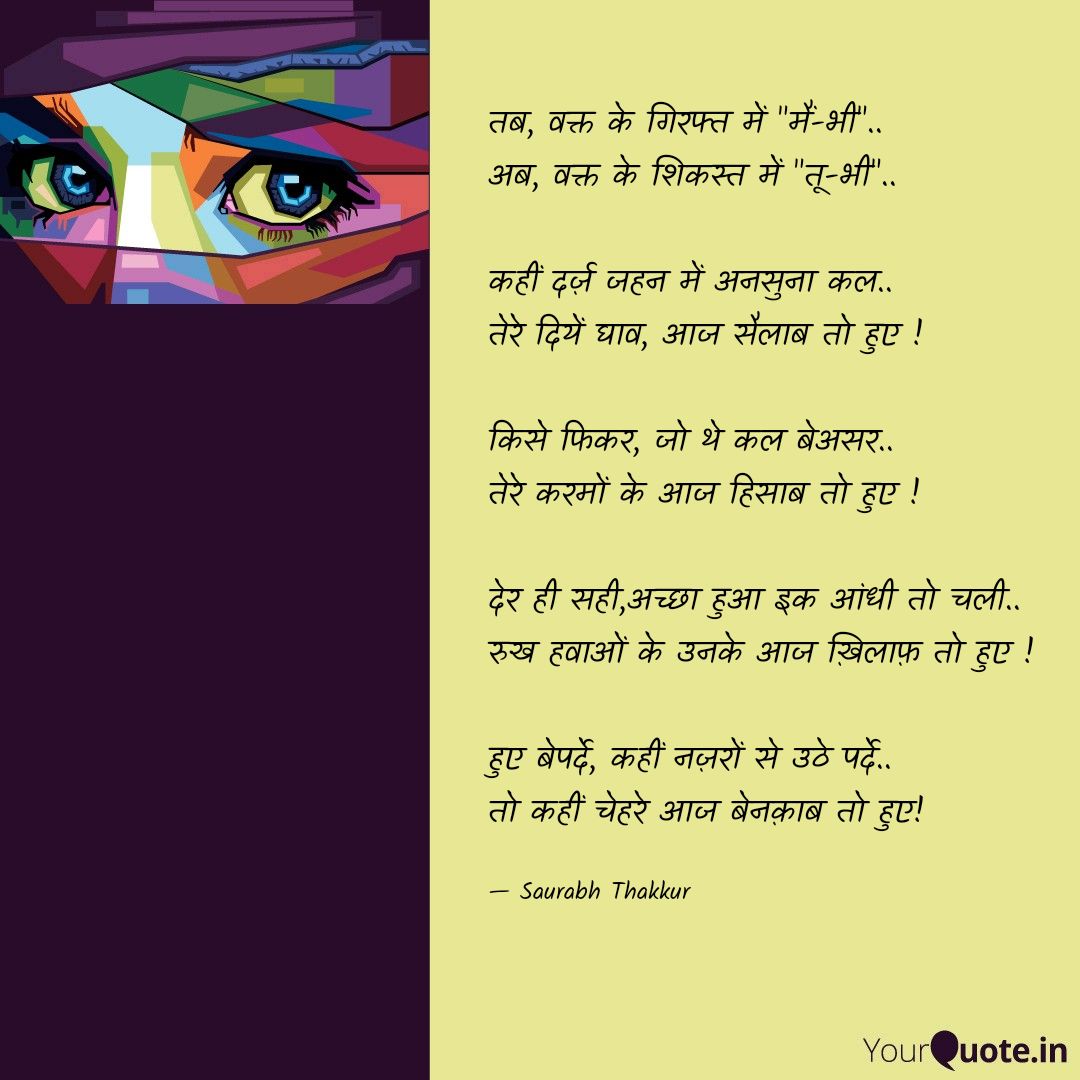 तब, वक्त के गिरफ्त में "मैं-भी"..
अब, वक्त के शिकस्त में "तू-भी"..
कहीं दर्ज़ जहन में अनसुना कल..
तेरे दियें घाव, आज सैलाब तो हुए !
किसे फिकर, जो थे कल बेअसर..
तेरे करमों के आज हिसाब तो हुए !
देर ही सही,अच्छा हुआ इक आंधी तो चली..
रुख हवाओं के उनके आज ख़िलाफ़ तो हुए !
हुए बेपर्दे, कहीं नज़रों से उठे पर्दे..
तो कहीं चेहरे आज बेनक़ाब तो हुए!
— Saurabh Thakkur
YourQuote.in